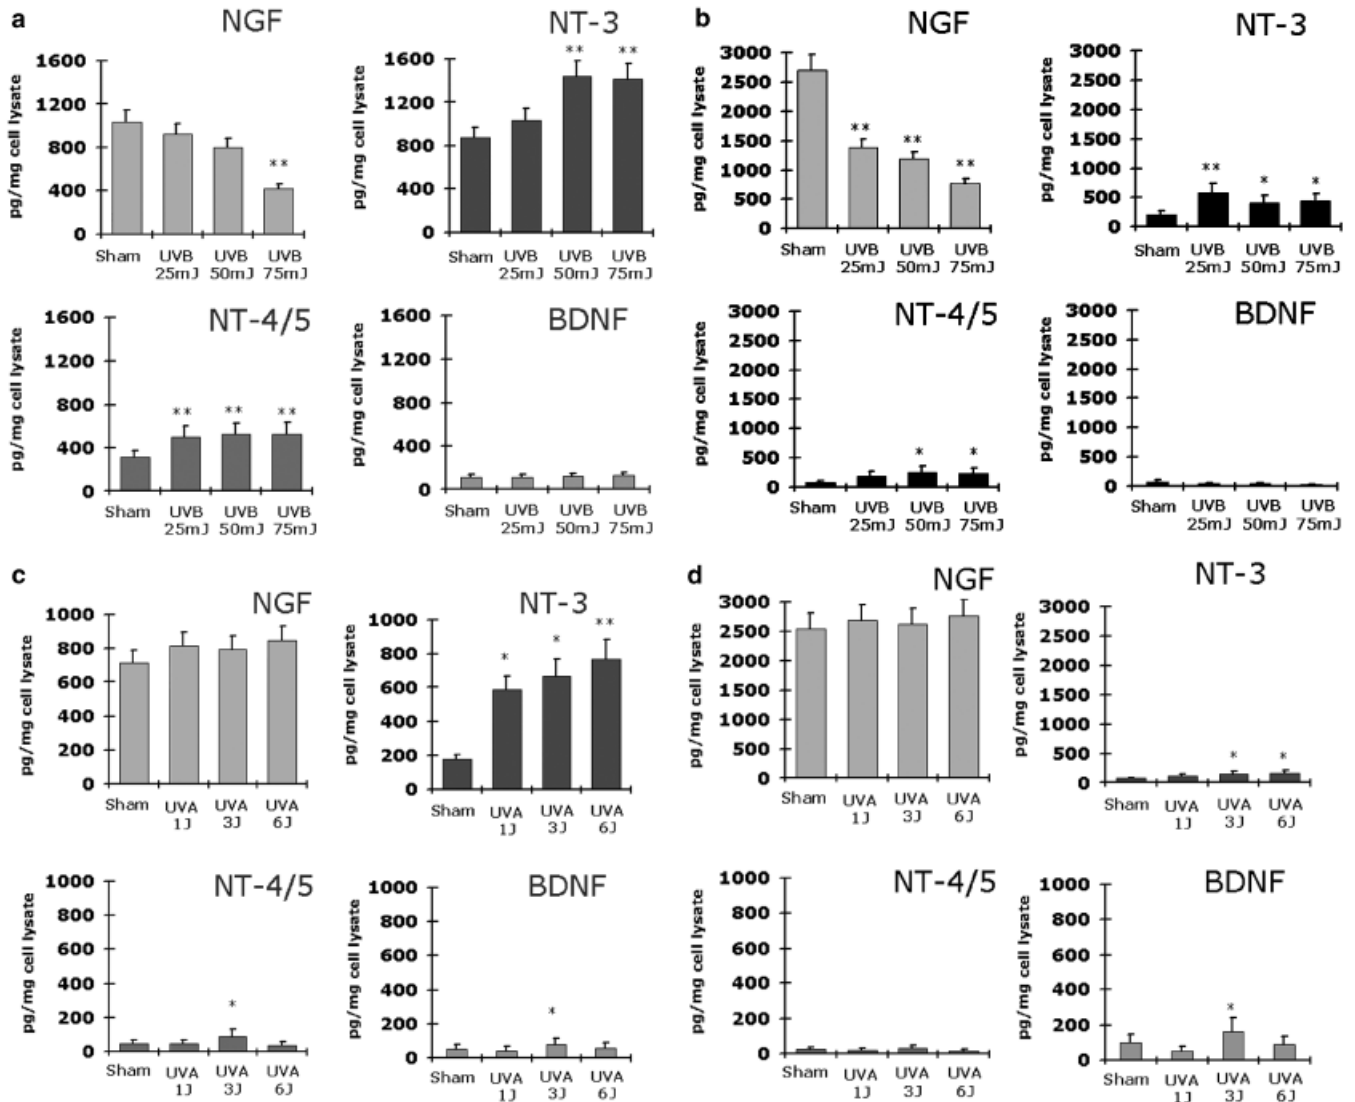 a
NGF
pg/mg cell lysate
1600
1200
800
400
0
**
Sham
UVB 25mJ
UVB 50mJ
UVB 75mJ
NT-3
pg/mg cell lysate
1600
1200
800
400
0
** **
Sham
UVB 25mJ
UVB 50mJ
UVB 75mJ
NT-4/5
pg/mg cell lysate
1600
1200
800
400
0
** ** **
Sham
UVB 25mJ
UVB 50mJ
UVB 75mJ
BDNF
pg/mg cell lysate
1600
1200
800
400
0
Sham
UVB 25mJ
UVB 50mJ
UVB 75mJ
b
NGF
pg/mg cell lysate
3000
2500
2000
1500
1000
500
0
** ** **
Sham
UVB 25mJ
UVB 50mJ
UVB 75mJ
NT-3
pg/mg cell lysate
3000
2500
2000
1500
1000
500
0
** * *
Sham
UVB 25mJ
UVB 50mJ
UVB 75mJ
NT-4/5
pg/mg cell lysate
3000
2500
2000
1500
1000
500
0
* *
Sham
UVB 25mJ
UVB 50mJ
UVB 75mJ
BDNF
pg/mg cell lysate
3000
2500
2000
1500
1000
500
0
Sham
UVB 25mJ
UVB 50mJ
UVB 75mJ
c
NGF
pg/mg cell lysate
1000
800
600
400
200
0
Sham
UVA 1J
UVA 3J
UVA 6J
NT-3
pg/mg cell lysate
1000
800
600
400
200
0
* * **
Sham
UVA 1J
UVA 3J
UVA 6J
NT-4/5
pg/mg cell lysate
1000
800
600
400
200
0
*
Sham
UVA 1J
UVA 3J
UVA 6J
BDNF
pg/mg cell lysate
1000
800
600
400
200
0
*
Sham
UVA 1J
UVA 3J
UVA 6J
d
NGF
pg/mg cell lysate
3000
2500
2000
1500
1000
500
0
Sham
UVA 1J
UVA 3J
UVA 6J
NT-3
pg/mg cell lysate
3000
2500
2000
1500
1000
500
0
* *
Sham
UVA 1J
UVA 3J
UVA 6J
NT-4/5
pg/mg cell lysate
1000
800
600
400
200
0
Sham
UVA 1J
UVA 3J
UVA 6J
BDNF
pg/mg cell lysate
1000
800
600
400
200
0
*
Sham
UVA 1J
UVA 3J
UVA 6J